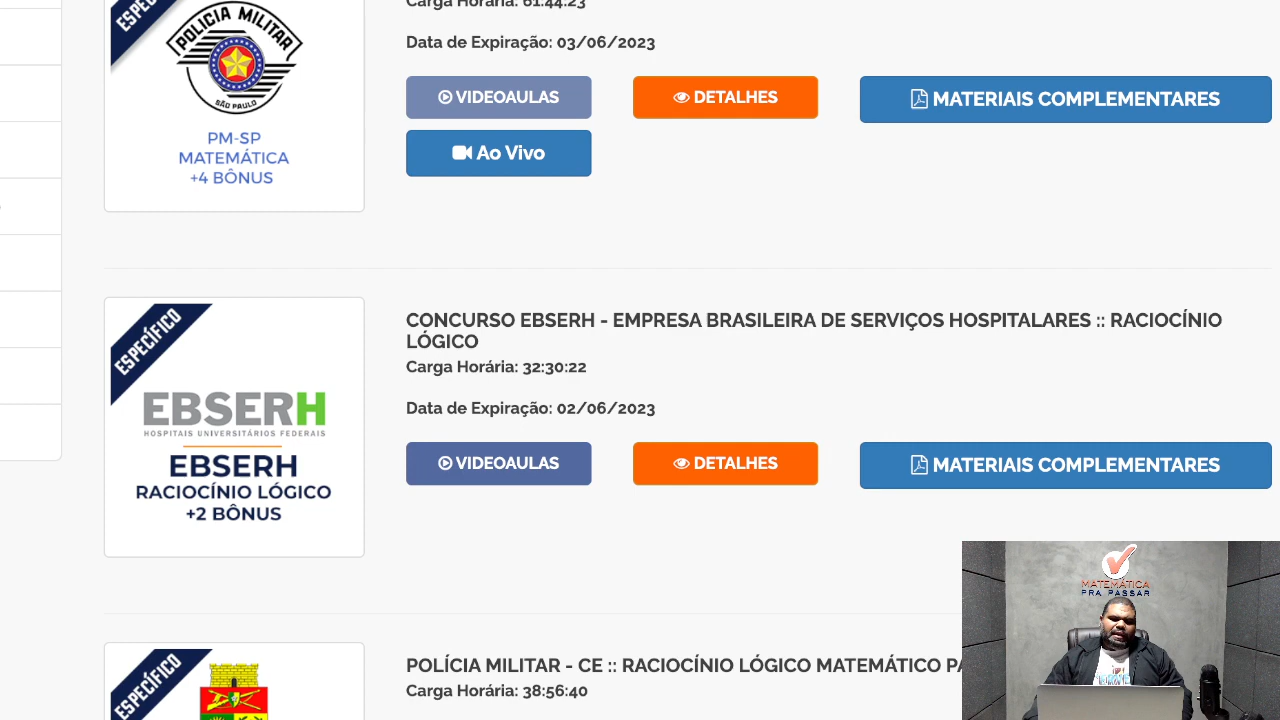 Carga Horária: 61:44:23
Data de Expiração: 03/06/2023
VIDEOAULAS
DETALHES
MATERIAIS COMPLEMENTARES
Ao Vivo
POLÍCIA MILITAR
SÃO PAULO
PM-SP
MATEMÁTICA
+4 BÔNUS
ESPECÍFICO
EBSERH
HOSPITAIS UNIVERSITÁRIOS FEDERAIS
EBSERH
RACIOCÍNIO LÓGICO
+2 BÔNUS
CONCURSO EBSERH - EMPRESA BRASILEIRA DE SERVIÇOS HOSPITALARES :: RACIOCÍNIO
LÓGICO
Carga Horária: 32:30:22
Data de Expiração: 02/06/2023
VIDEOAULAS
DETALHES
MATERIAIS COMPLEMENTARES
MATEMÁTICA
PRA PASSAR
ESPECÍFICO
POLÍCIA MILITAR - CE :: RACIOCÍNIO LÓGICO MATEMÁTICO
Carga Horária: 38:56:40